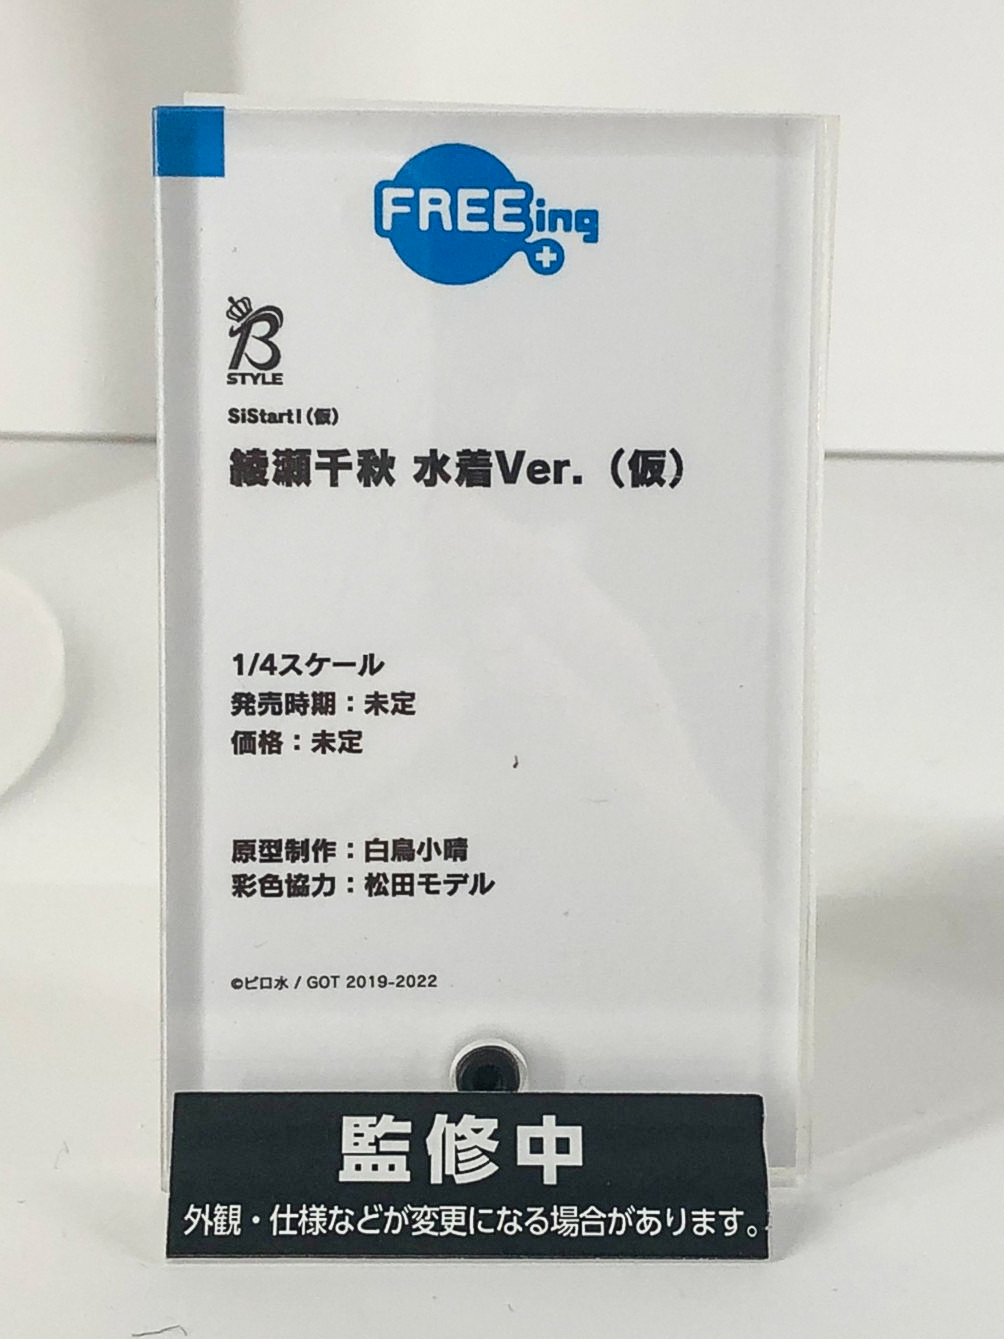 FREEing
B
STYLE
SiStart!（仮）
綾瀬千秋 水着Ver.（仮）
1/4スケール
発売時期：未定
価格：未定
原型制作：白鳥小晴
彩色協力：松田モデル
©ピロ水 / GOT 2019-2022
監修中
外観・仕様などが変更になる場合があります。